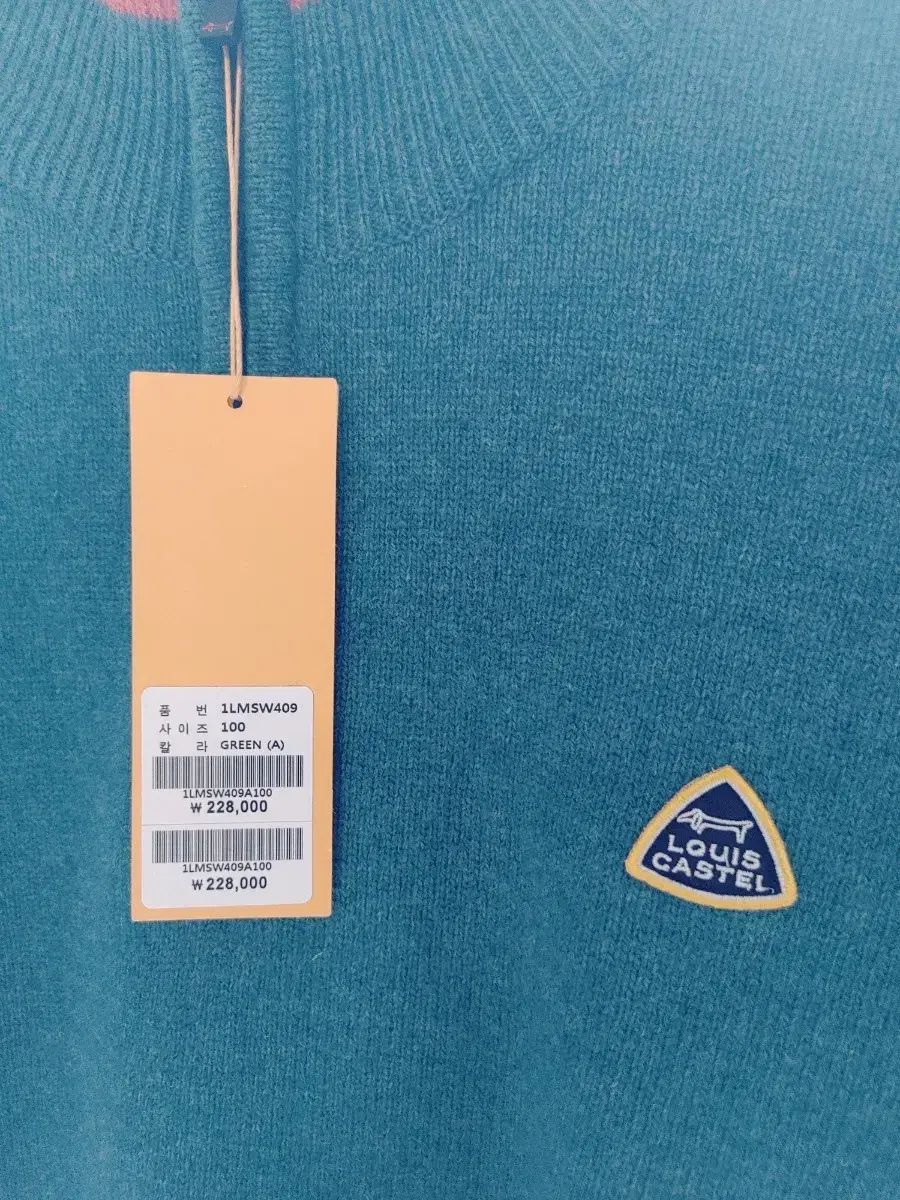 품 번 1LMSW409
사이즈 100
칼 라 GREEN (A)
1LMSW409A100
₩ 228,000
1LMSW409A100
₩ 228,000
LOUIS
CASTEL